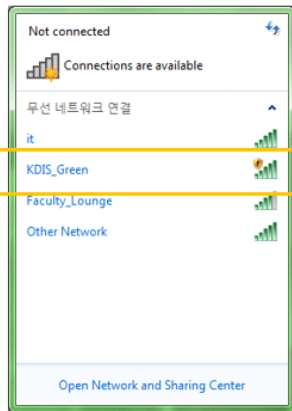 Not connected
Connections are available
무선 네트워크 연결
it
KDIS_Green
Faculty_Lounge
Other Network
Open Network and Sharing Center